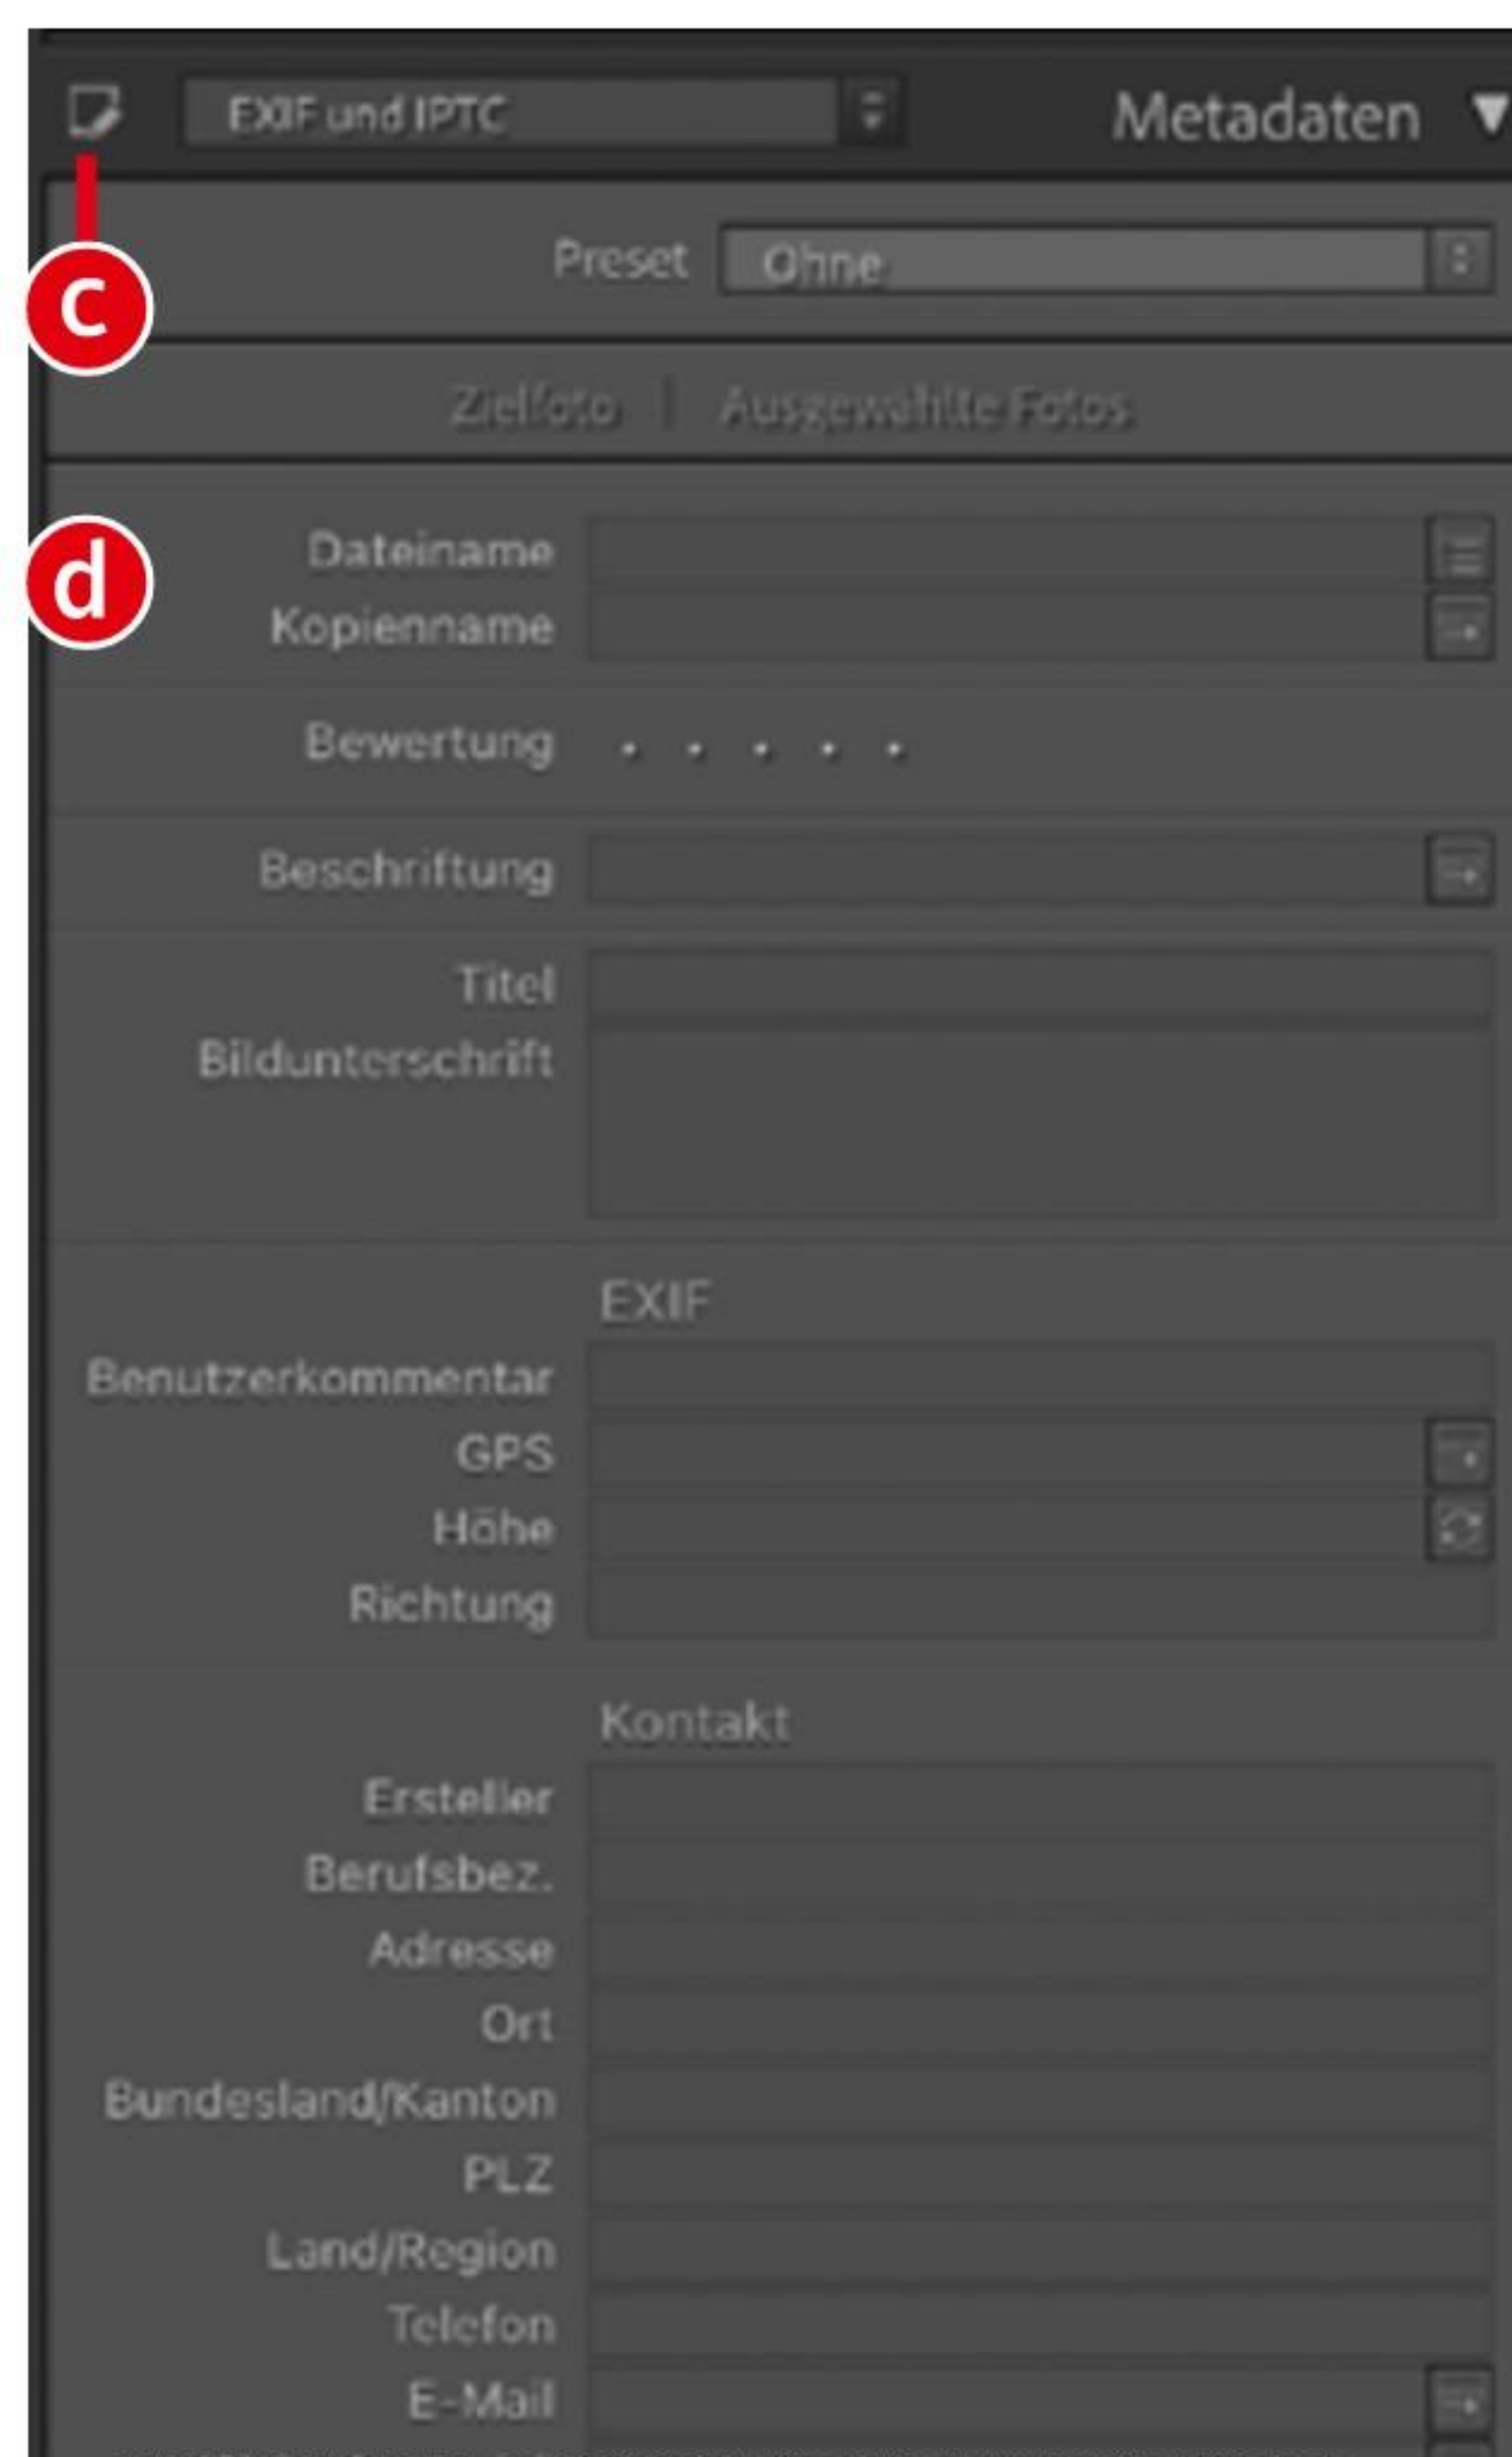 EXIF und IPTC Metadaten
c
Preset Ohne
Zielfoto | Ausgewählte Fotos
d
Dateiname
Kopienname
Bewertung
Beschriftung
Titel
Bildunterschrift
EXIF
Benutzerkommentar
GPS
Höhe
Richtung
Kontakt
Ersteller
Berufsbez.
Adresse
Ort
Bundesland/Kanton
PLZ
Land/Region
Telefon
E-Mail